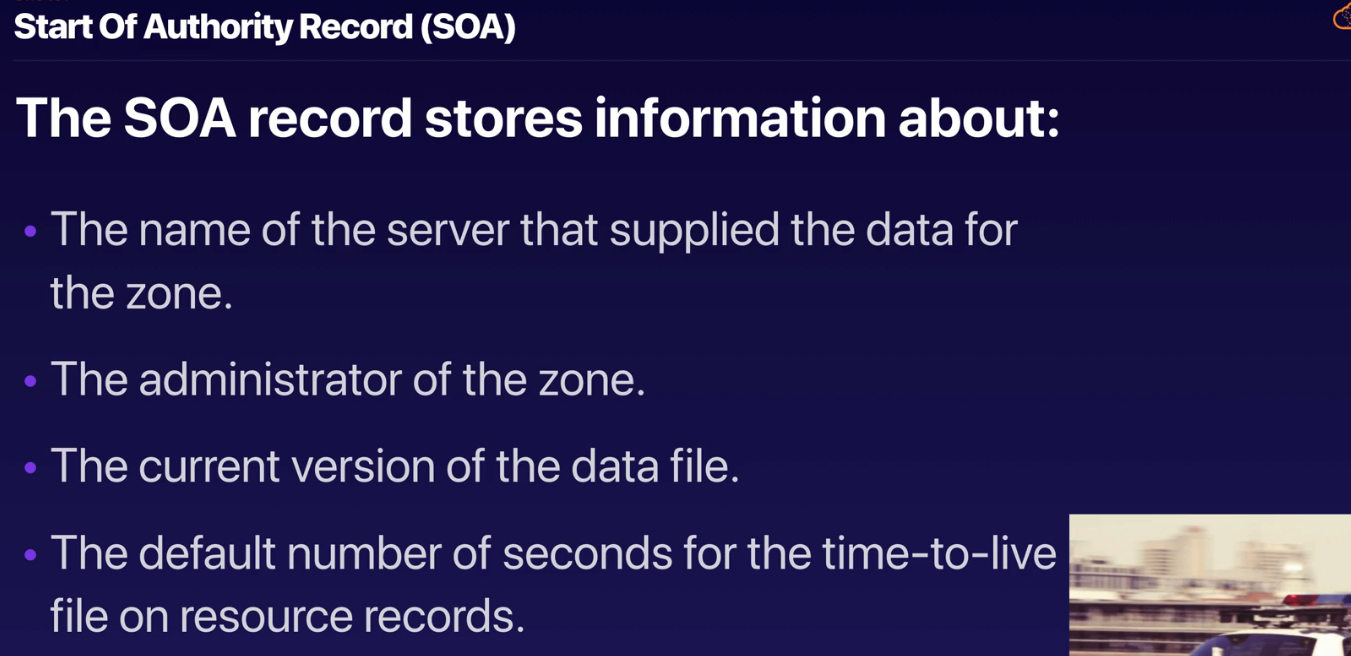 Start Of Authority Record (SOA)
The SOA record stores information about:
• The name of the server that supplied the data for
the zone.
• The administrator of the zone.
• The current version of the data file.
• The default number of seconds for the time-to-live
file on resource records.